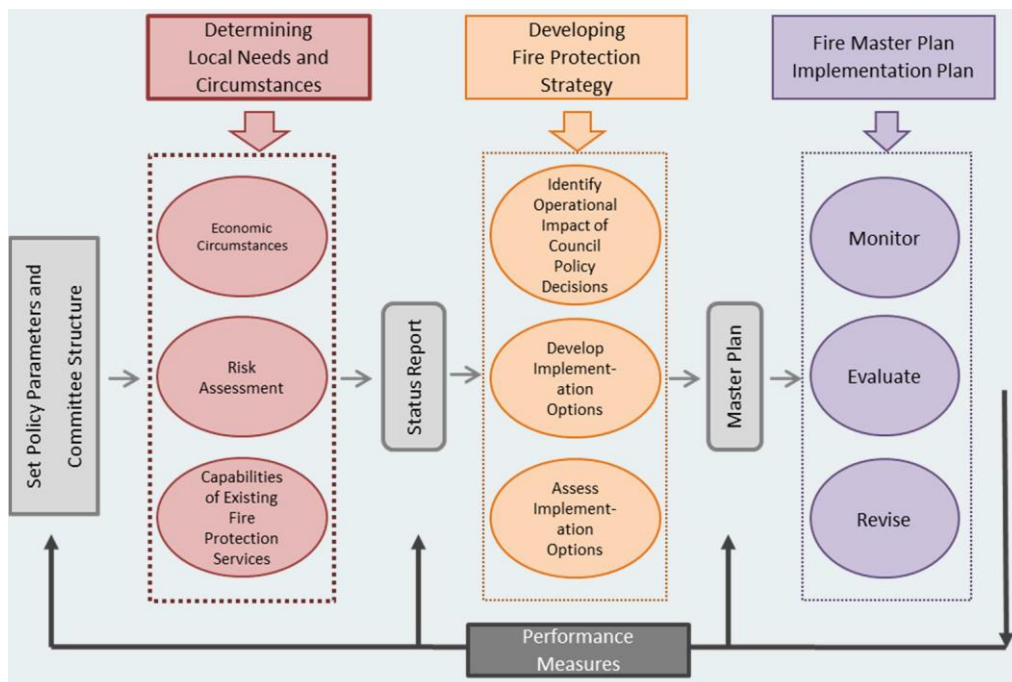 Determining
Local Needs and
Circumstances
Developing
Fire Protection
Strategy
Fire Master Plan
Implementation Plan
Set Policy Parameters and
Committee Structure
Economic
Circumstances
Risk
Assessment
Capabilities
of Existing
Fire
Protection
Services
Status Report
Identify
Operational
Impact of
Council
Policy
Decisions
Develop
Implement-
ation
Options
Assess
Implement-
ation
Options
Master Plan
Monitor
Evaluate
Revise
Performance
Measures